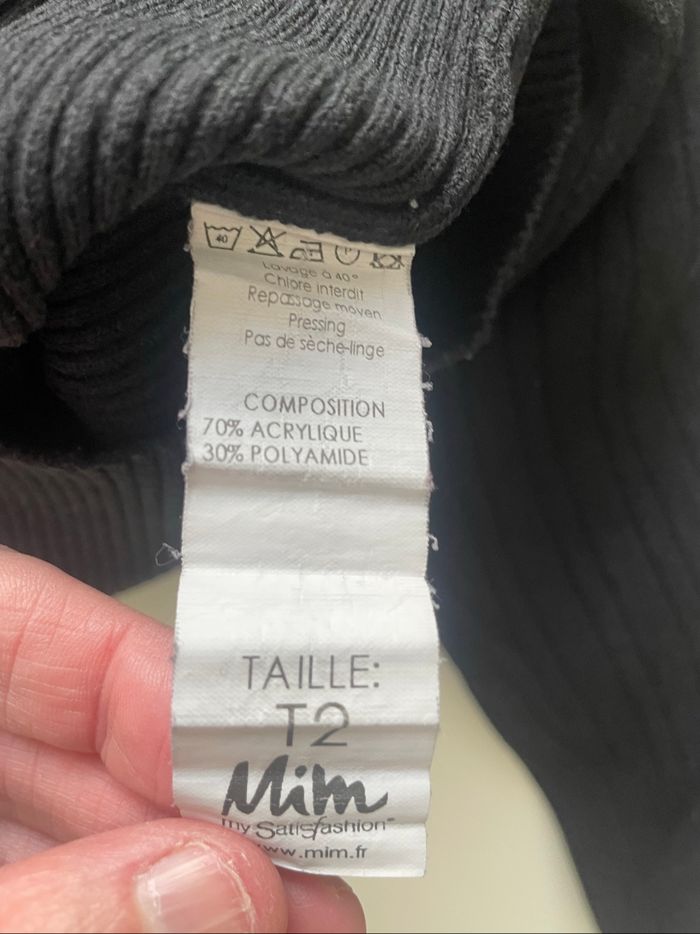 40
P
Lavage à 40°
Chlore interdit
Repassage moyen
Pressing
Pas de sèche-linge
COMPOSITION
70% ACRYLIQUE
30% POLYAMIDE
TAILLE:
T2
Mim
my Satisfashion
www.mim.fr